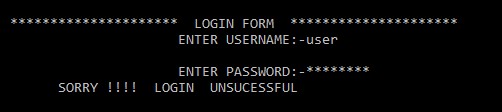 ********************* LOGIN FORM *********************
ENTER USERNAME:-user
ENTER PASSWORD:-********
SORRY !!!! LOGIN UNSUCESSFUL